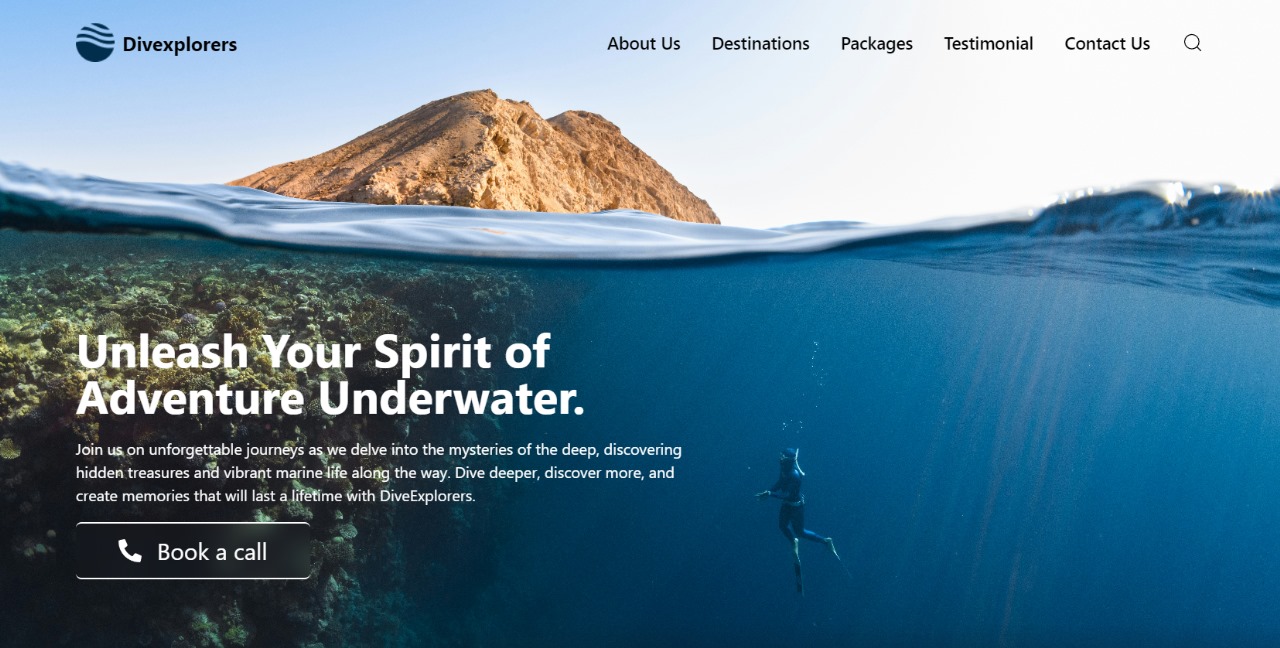 Divexplorers
About Us
Destinations
Packages
Testimonial
Contact Us
Unleash Your Spirit of
Adventure Underwater.
Join us on unforgettable journeys as we delve into the mysteries of the deep, discovering
hidden treasures and vibrant marine life along the way. Dive deeper, discover more, and
create memories that will last a lifetime with DiveExplorers.
Book a call